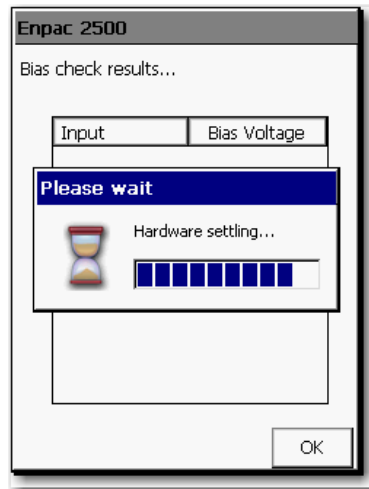 Enpac 2500
Bias check results...
Input Bias Voltage
Please wait
Hardware settling...
OK